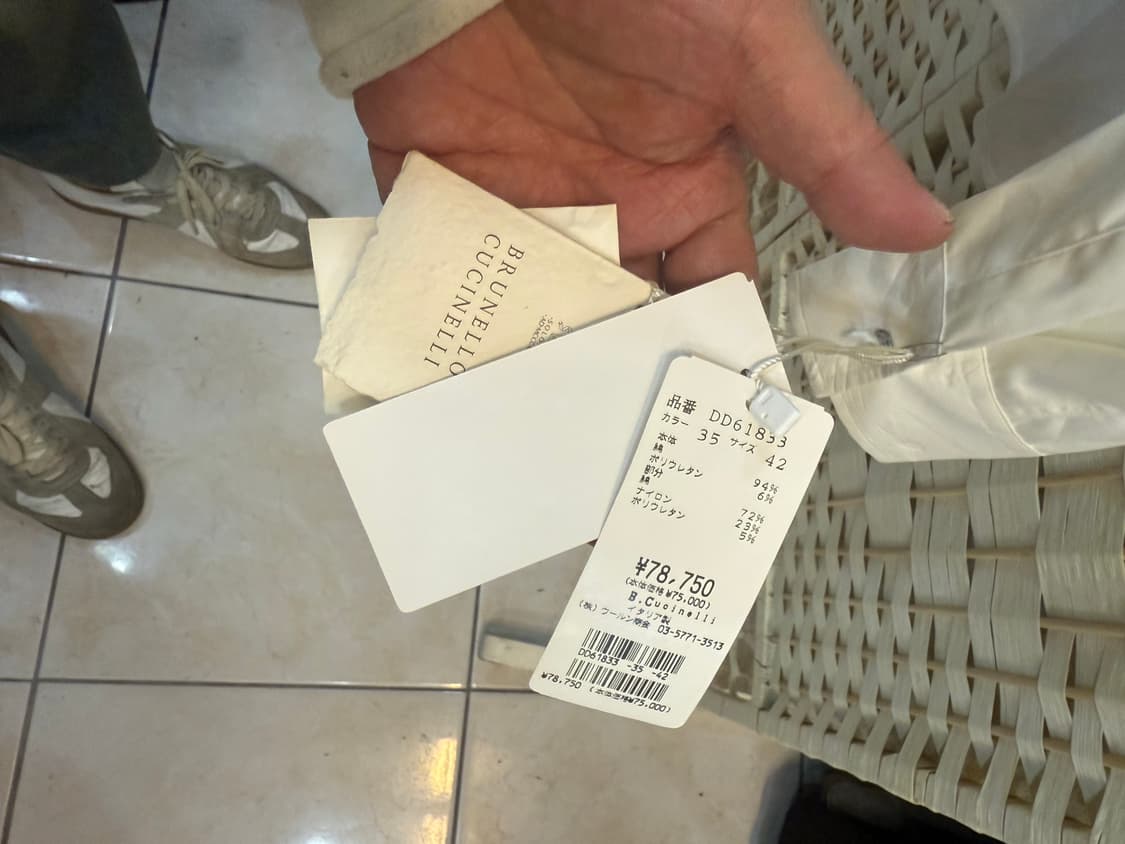 BRUNELLO
CUCINELLI
品番 DD61833
カラー 35 サイズ 42
本体
綿 94%
ポリウレタン 6%
部分
綿 72%
ナイロン 23%
ポリウレタン 5%
¥78,750
(本体価格¥75,000)
B.Cucinelli
イタリア製
(株)ワールン商会 03-5771-3513
DD61833 -35 -42
¥78,750 (本体価格¥75,000)